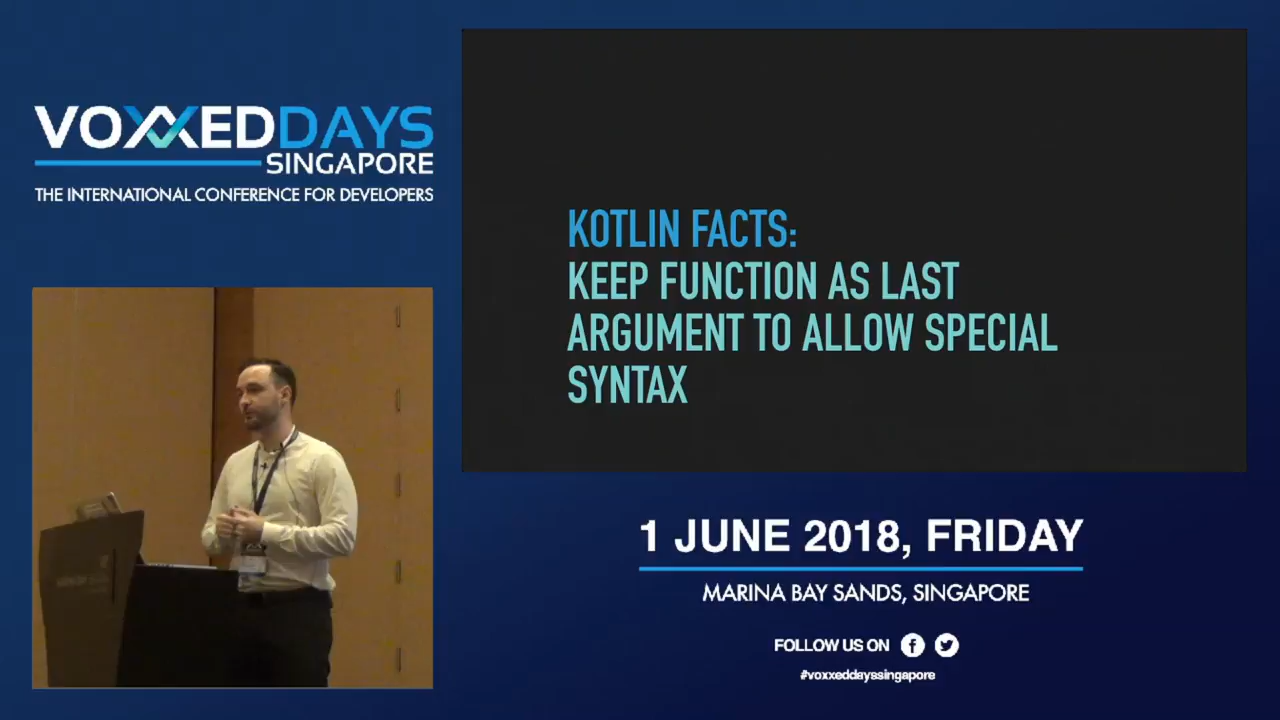 VOXXEDDAYS
SINGAPORE
THE INTERNATIONAL CONFERENCE FOR DEVELOPERS
KOTLIN FACTS:
KEEP FUNCTION AS LAST
ARGUMENT TO ALLOW SPECIAL
SYNTAX
1 JUNE 2018, FRIDAY
MARINA BAY SANDS, SINGAPORE
FOLLOW US ON
#voxxeddayssingapore